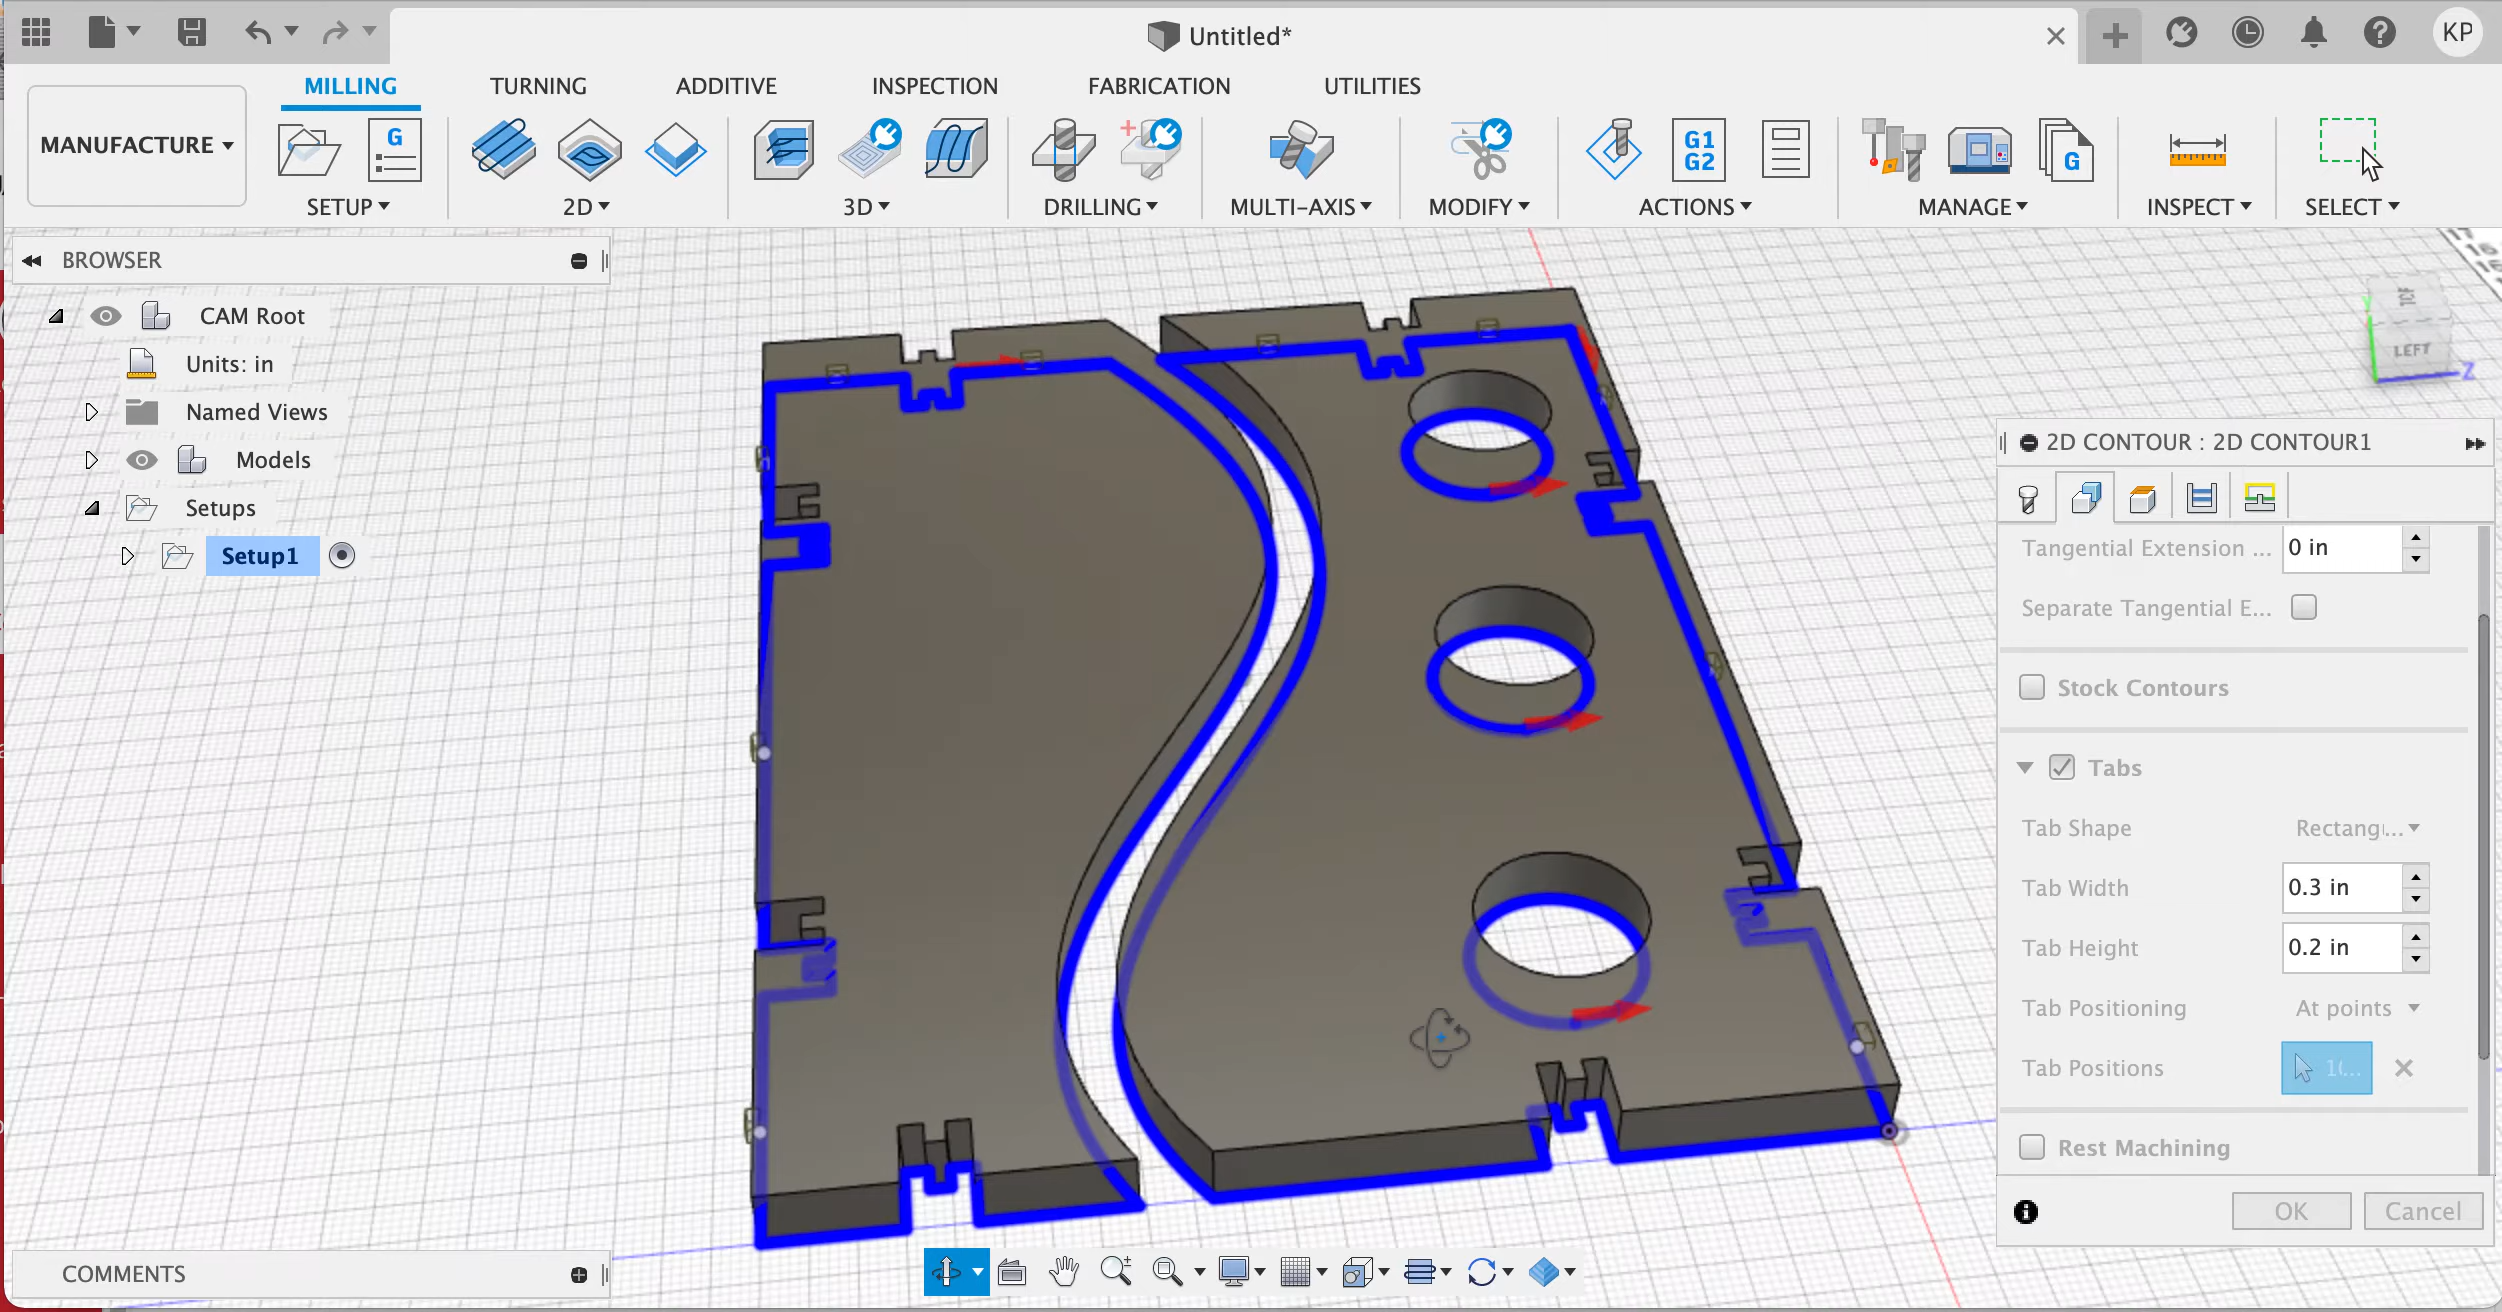 Untitled*
KP
MANUFACTURE
MILLING
TURNING
ADDITIVE
INSPECTION
FABRICATION
UTILITIES
G
G1
G2
G
SETUP
2D
3D
DRILLING
MULTI-AXIS
MODIFY
ACTIONS
MANAGE
INSPECT
SELECT
BROWSER
CAM Root
Units: in
Named Views
Models
Setups
Setup1
TOP
LEFT
Z
2D CONTOUR : 2D CONTOUR1
Tangential Extension ... 0 in
Separate Tangential E...
Stock Contours
Tabs
Tab Shape Rectang...
Tab Width 0.3 in
Tab Height 0.2 in
Tab Positioning At points
Tab Positions
Rest Machining
OK Cancel
COMMENTS